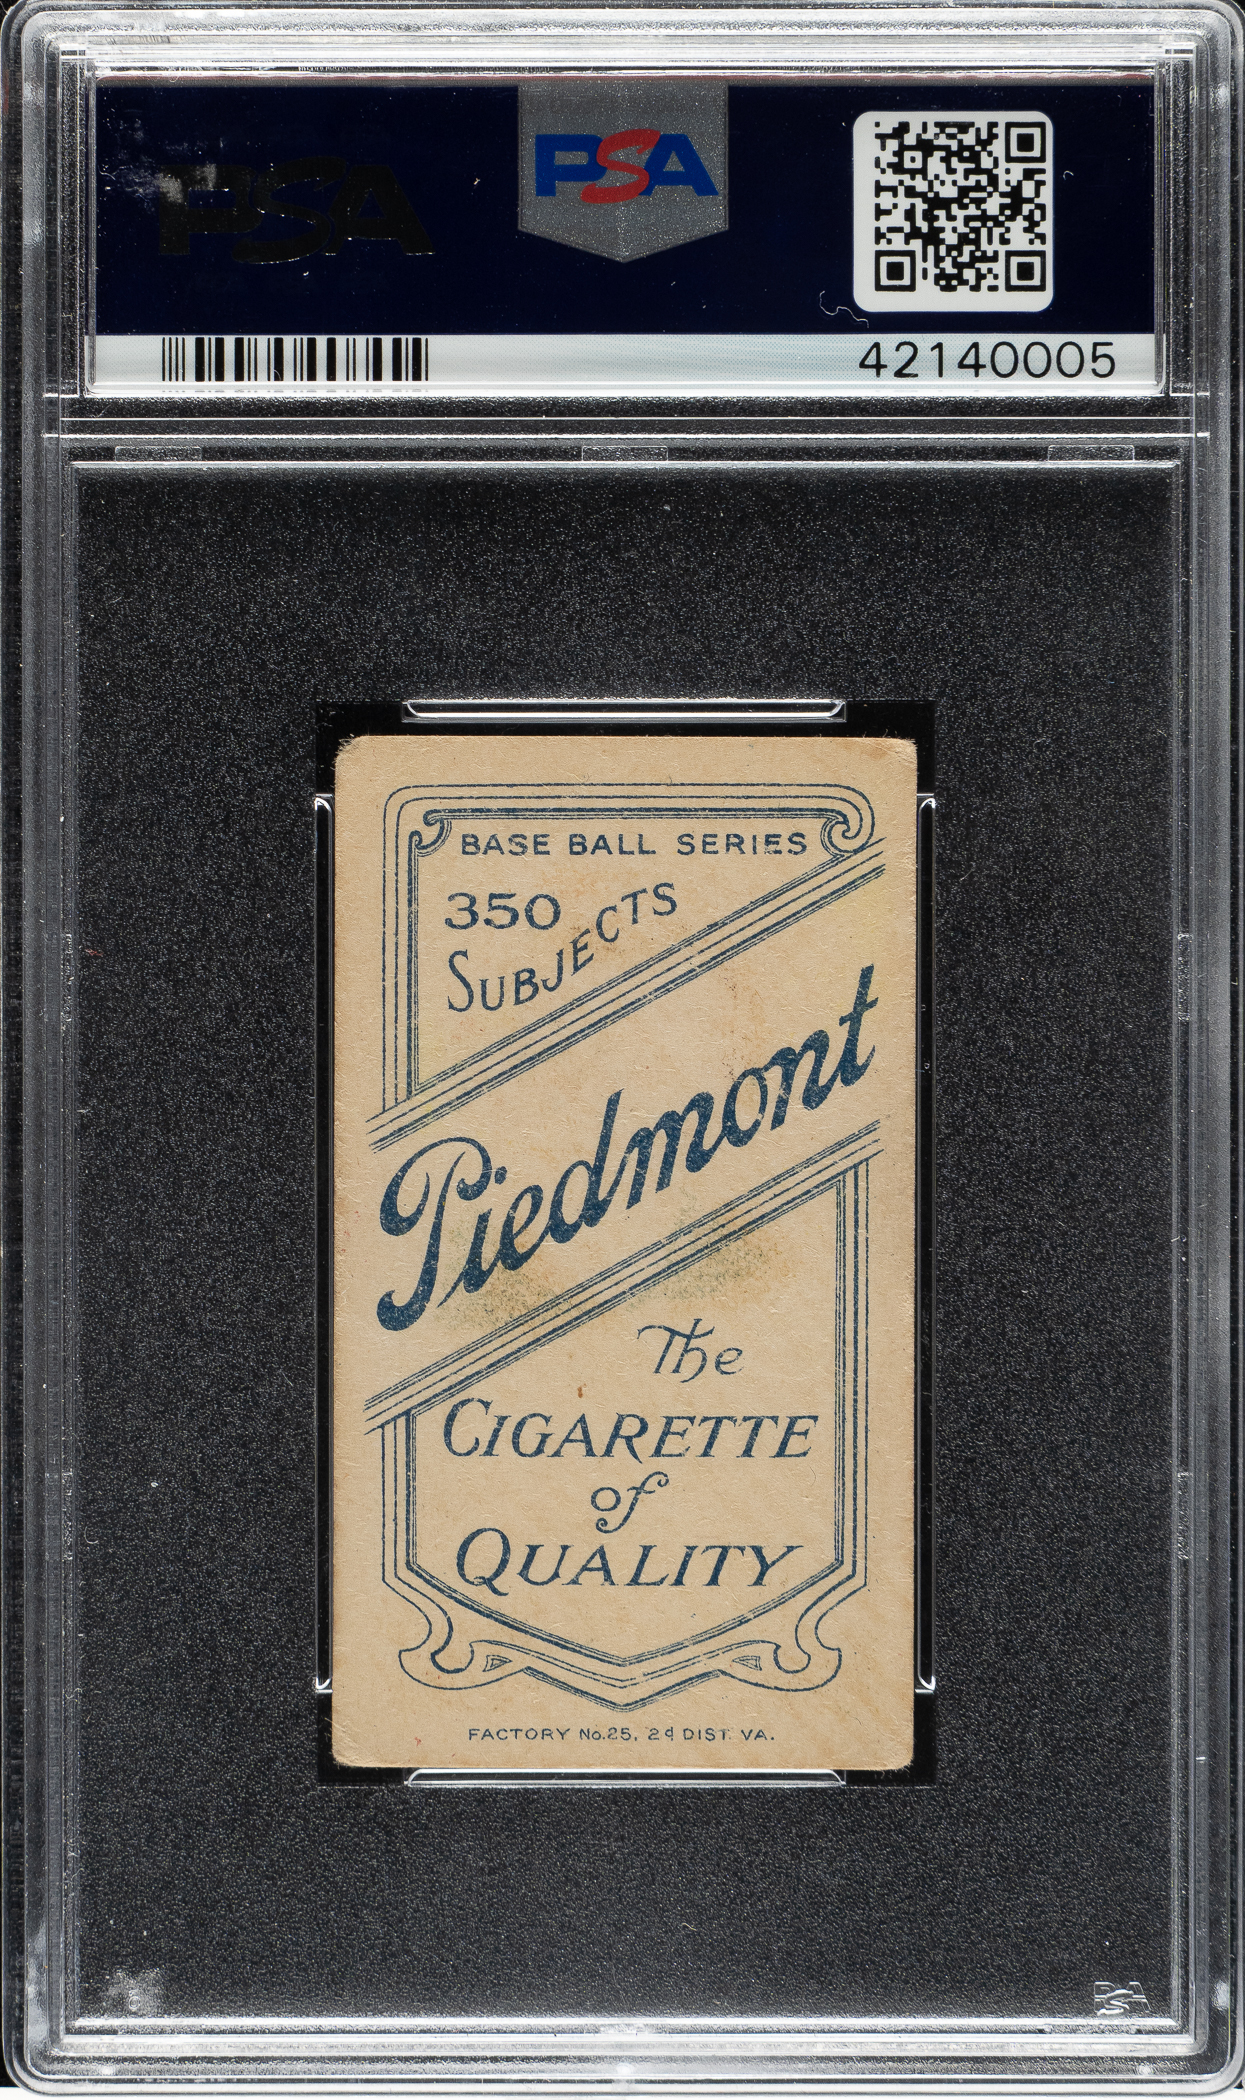 PSA
PSA
42140005
BASE BALL SERIES
350
SUBJECTS
Piedmont
The
CIGARETTE
of
QUALITY
FACTORY No.25, 2d DIST. VA.
PSA